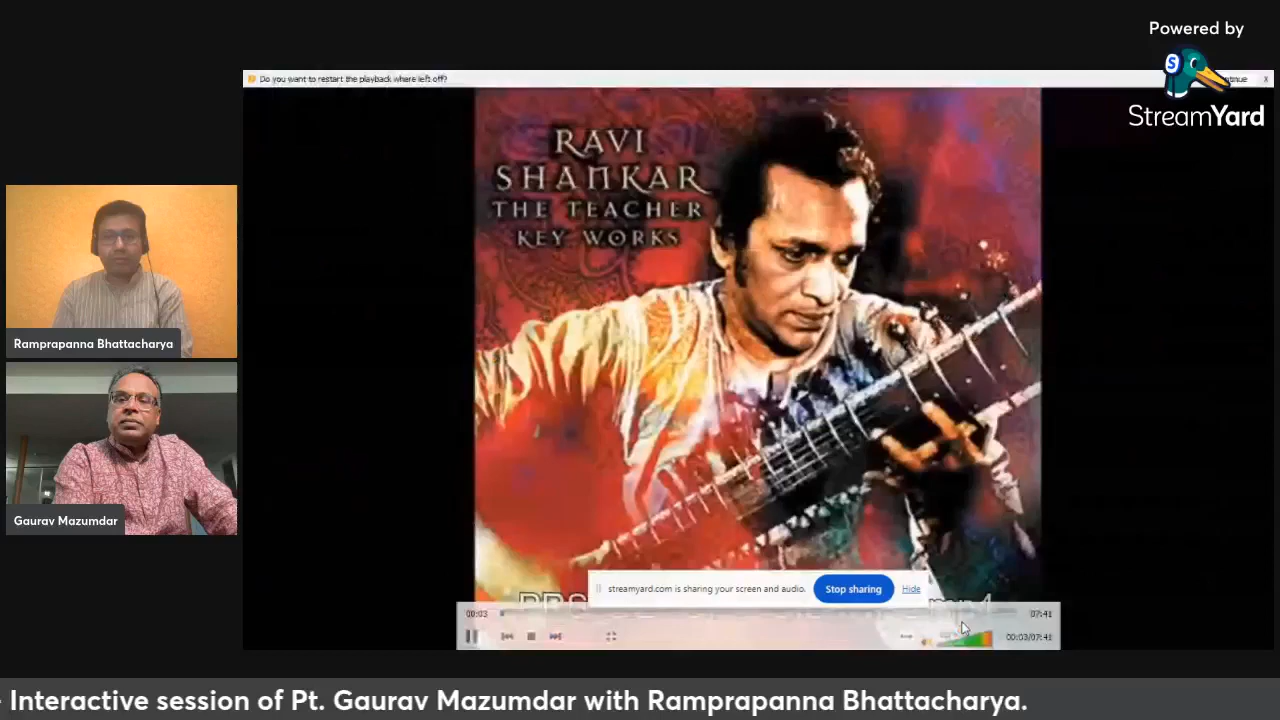 Powered by
StreamYard
Do you want to restart the playback where left off?
x
RAVI
SHANKAR
THE TEACHER
KEY WORKS
Ramprapanna Bhattacharya
Gaurav Mazumdar
streamyard.com is sharing your screen and audio.
Stop sharing
Hide
00:03
07:41
00:03/07:41
Interactive session of Pt. Gaurav Mazumdar with Ramprapanna Bhattacharya.